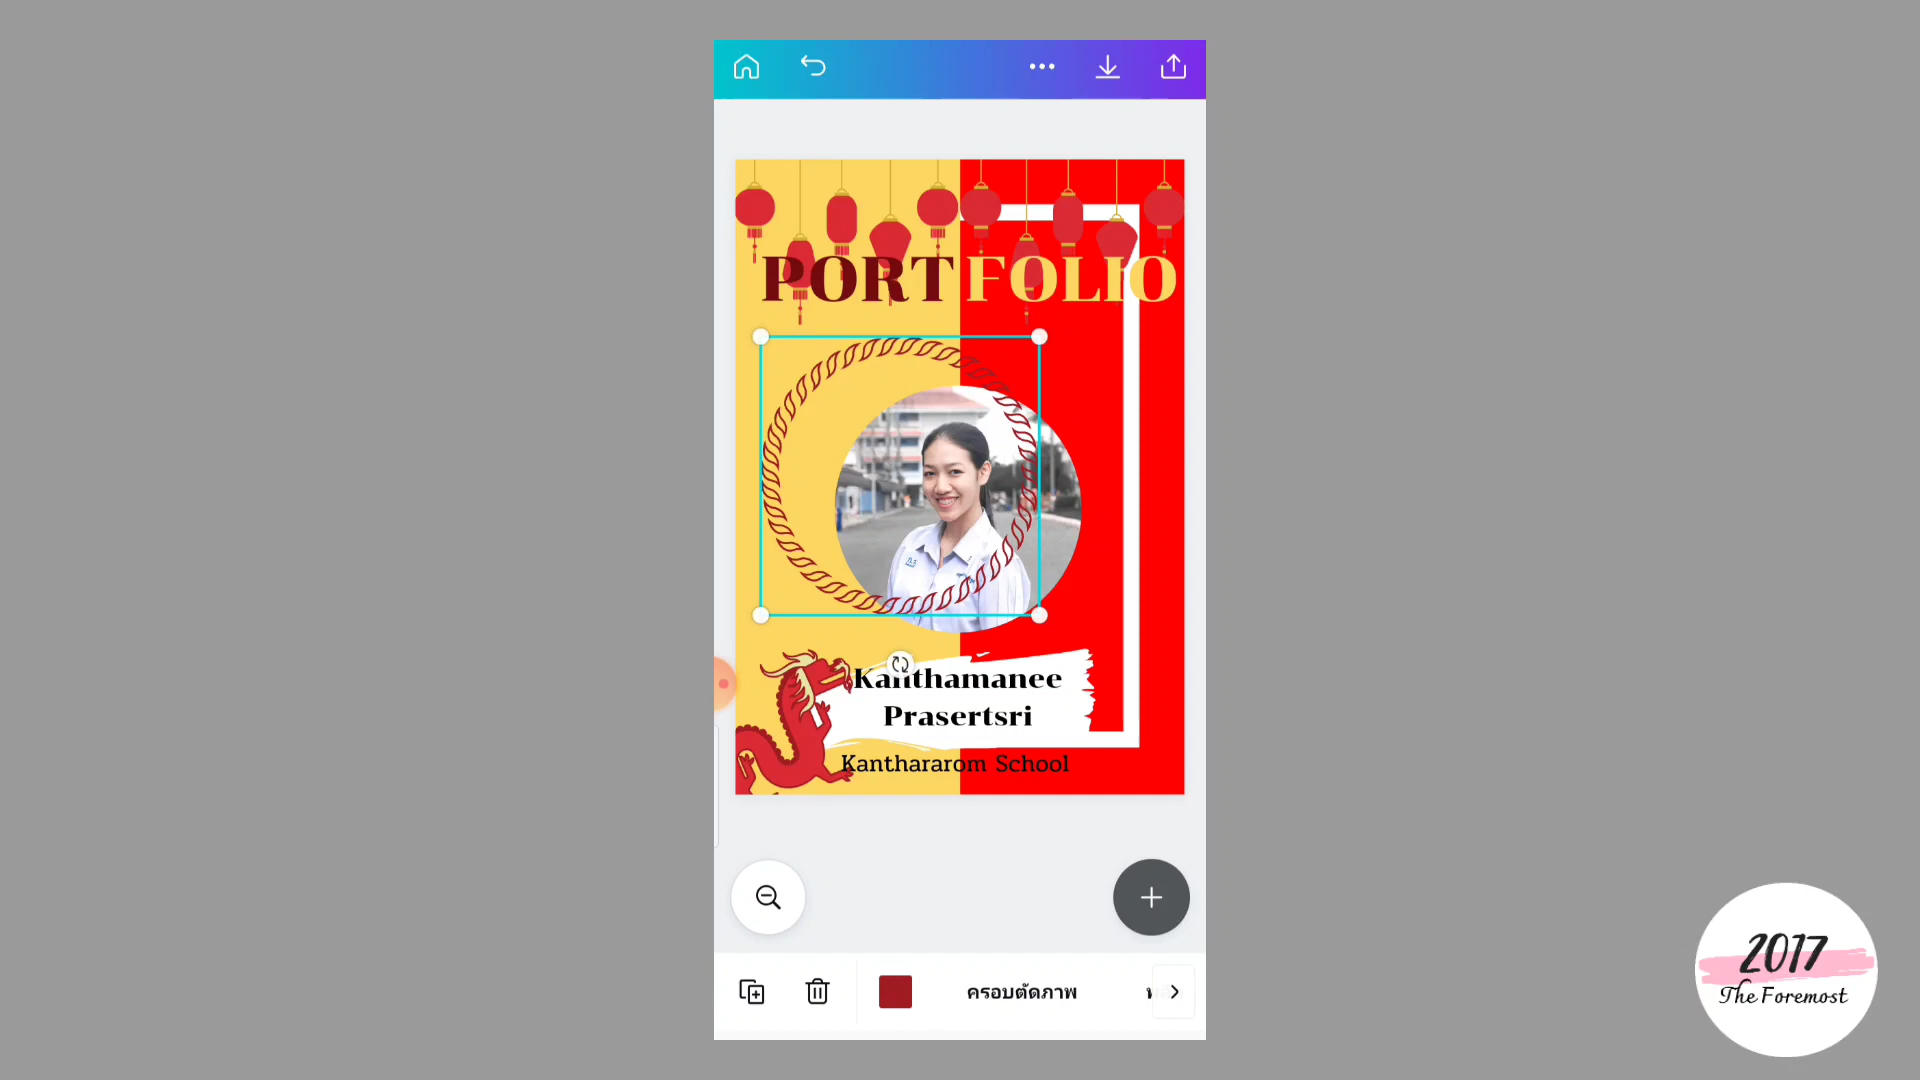 PORTFOLIO
Kanthamanee
Prasertsri
Kanthararom School
ครอบตัดภาพ
2017
The Foremost